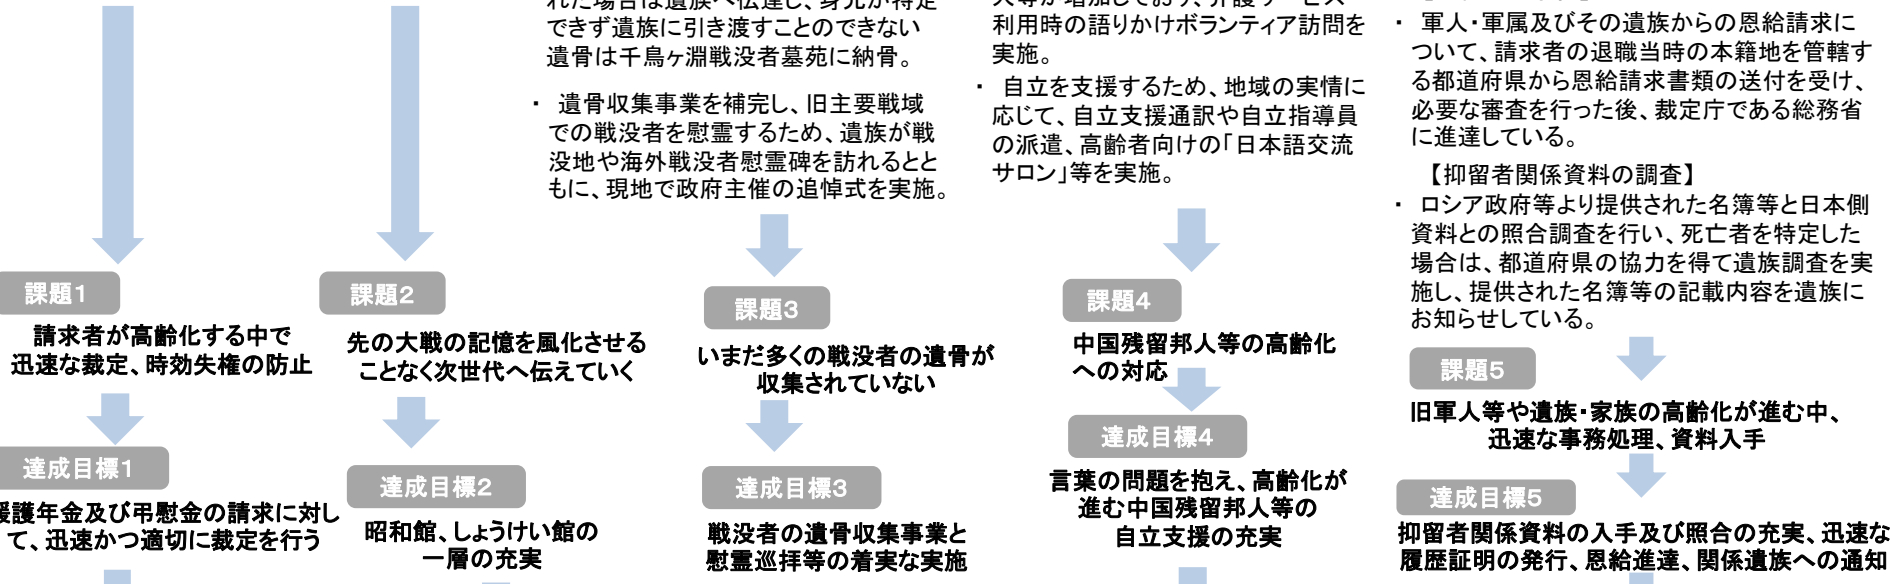 できず遺族に引き渡すことのできない
遺骨は千鳥ヶ淵戦没者墓苑に納骨。
・ 遺骨収集事業を補完し、旧主要戦域
での戦没者を慰霊するため、遺族が戦
没地や海外戦没者慰霊碑を訪れるとと
もに、現地で政府主催の追悼式を実施。
利用時の語りかけボランティア訪問を
実施。
・ 自立を支援するため、地域の実情に
応じて、自立支援通訳や自立指導員
の派遣、高齢者向けの「日本語交流
サロン」等を実施。
・ 軍人・軍属及びその遺族からの恩給請求に
ついて、請求者の退職当時の本籍地を管轄す
る都道府県から恩給請求書類の送付を受け、
必要な審査を行った後、裁定庁である総務省
に進達している。
【抑留者関係資料の調査】
・ ロシア政府等より提供された名簿等と日本側
資料との照合調査を行い、死亡者を特定した
場合は、都道府県の協力を得て遺族調査を実
施し、提供された名簿等の記載内容を遺族に
お知らせしている。
課題1
請求者が高齢化する中で
迅速な裁定、時効失権の防止
達成目標1
援護年金及び弔慰金の請求に対し
て、迅速かつ適切に裁定を行う
課題2
先の大戦の記憶を風化させる
ことなく次世代へ伝えていく
達成目標2
昭和館、しょうけい館の
一層の充実
課題3
いまだ多くの戦没者の遺骨が
収集されていない
達成目標3
戦没者の遺骨収集事業と
慰霊巡拝等の着実な実施
課題4
中国残留邦人等の高齢化
への対応
達成目標4
言葉の問題を抱え、高齢化が
進む中国残留邦人等の
自立支援の充実
課題5
旧軍人等や遺族・家族の高齢化が進む中、
迅速な事務処理、資料入手
達成目標5
抑留者関係資料の入手及び照合の充実、迅速な
履歴証明の発行、恩給進達、関係遺族への通知